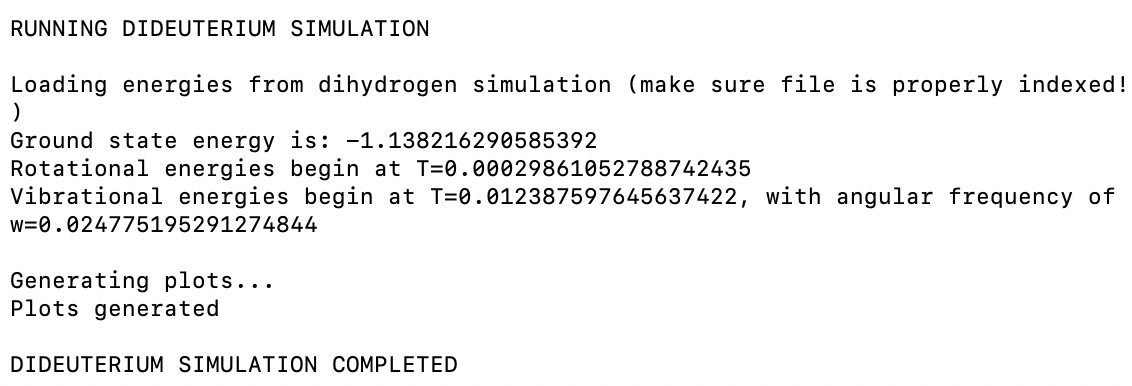 RUNNING DIDEUTERIUM SIMULATION
Loading energies from dihydrogen simulation (make sure file is properly indexed!
)
Ground state energy is: −1.138216290585392
Rotational energies begin at T=0.00029861052788742435
Vibrational energies begin at T=0.012387597645637422, with angular frequency of
w=0.024775195291274844
Generating plots...
Plots generated
DIDEUTERIUM SIMULATION COMPLETED